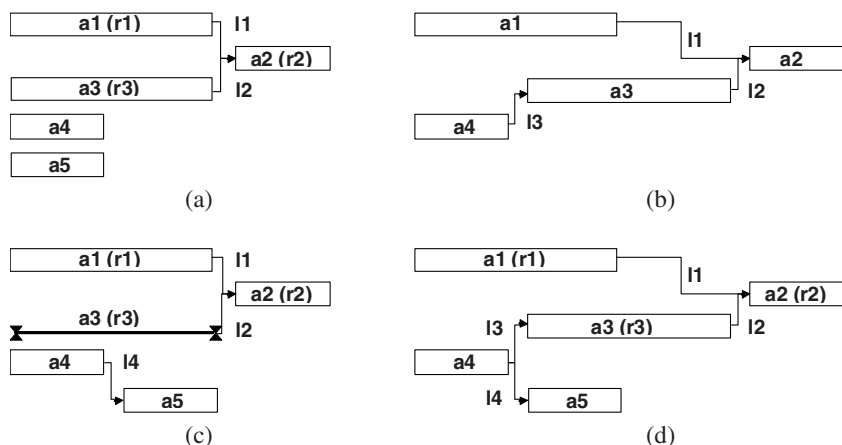 a1 (r1)
l1
a2 (r2)
a3 (r3)
l2
a4
a5
(a)
a1
l1
a2
a3
l2
a4
l3
(b)
a1 (r1)
l1
a2 (r2)
a3 (r3)
l2
a4
l4
a5
(c)
a1 (r1)
l1
a2 (r2)
l3
a3 (r3)
l2
a4
l4
a5
(d)